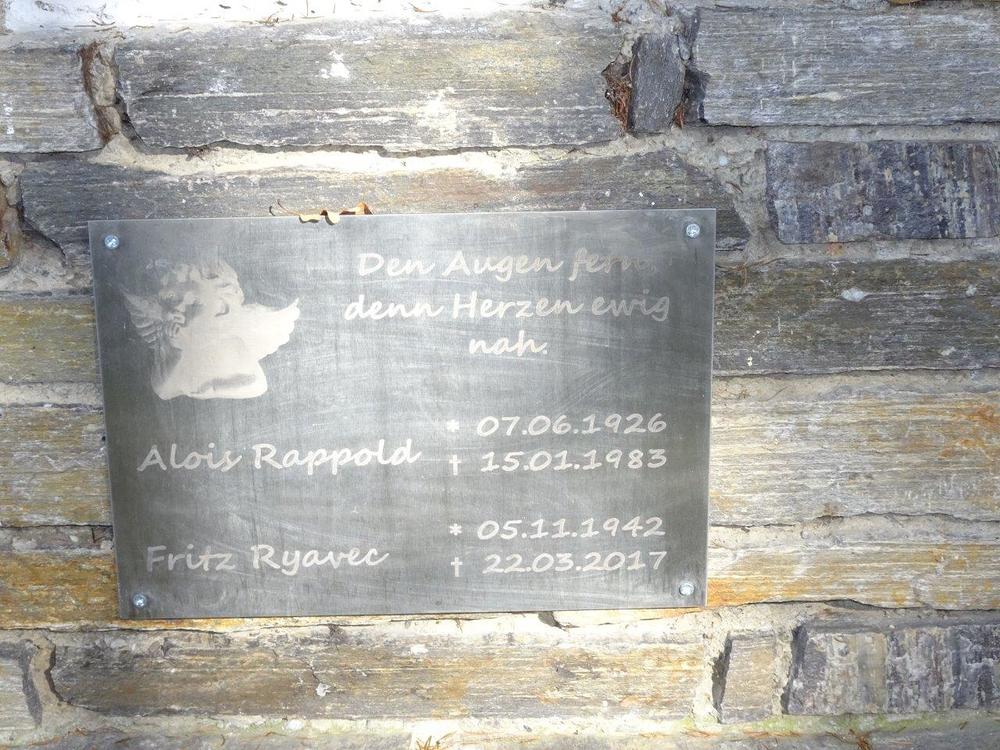 Den Augen fern,
denn Herzen ewig
nah.
* 07.06.1926
Alois Rappold † 15.01.1983
* 05.11.1942
Fritz Ryavec † 22.03.2017